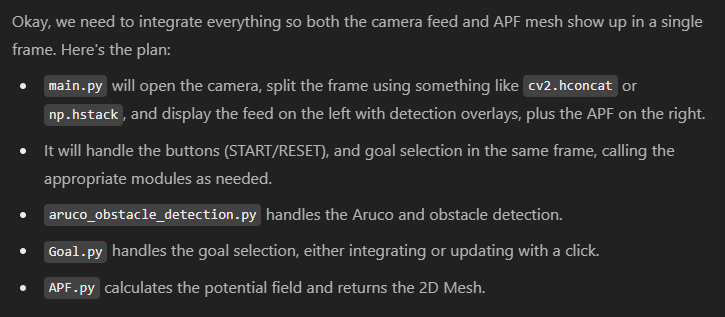 Okay, we need to integrate everything so both the camera feed and APF mesh show up in a single
frame. Here's the plan:
• main.py will open the camera, split the frame using something like cv2.hconcat or
np.hstack, and display the feed on the left with detection overlays, plus the APF on the right.
• It will handle the buttons (START/RESET), and goal selection in the same frame, calling the
appropriate modules as needed.
• aruco_obstacle_detection.py handles the Aruco and obstacle detection.
• Goal.py handles the goal selection, either integrating or updating with a click.
• APF.py calculates the potential field and returns the 2D Mesh.